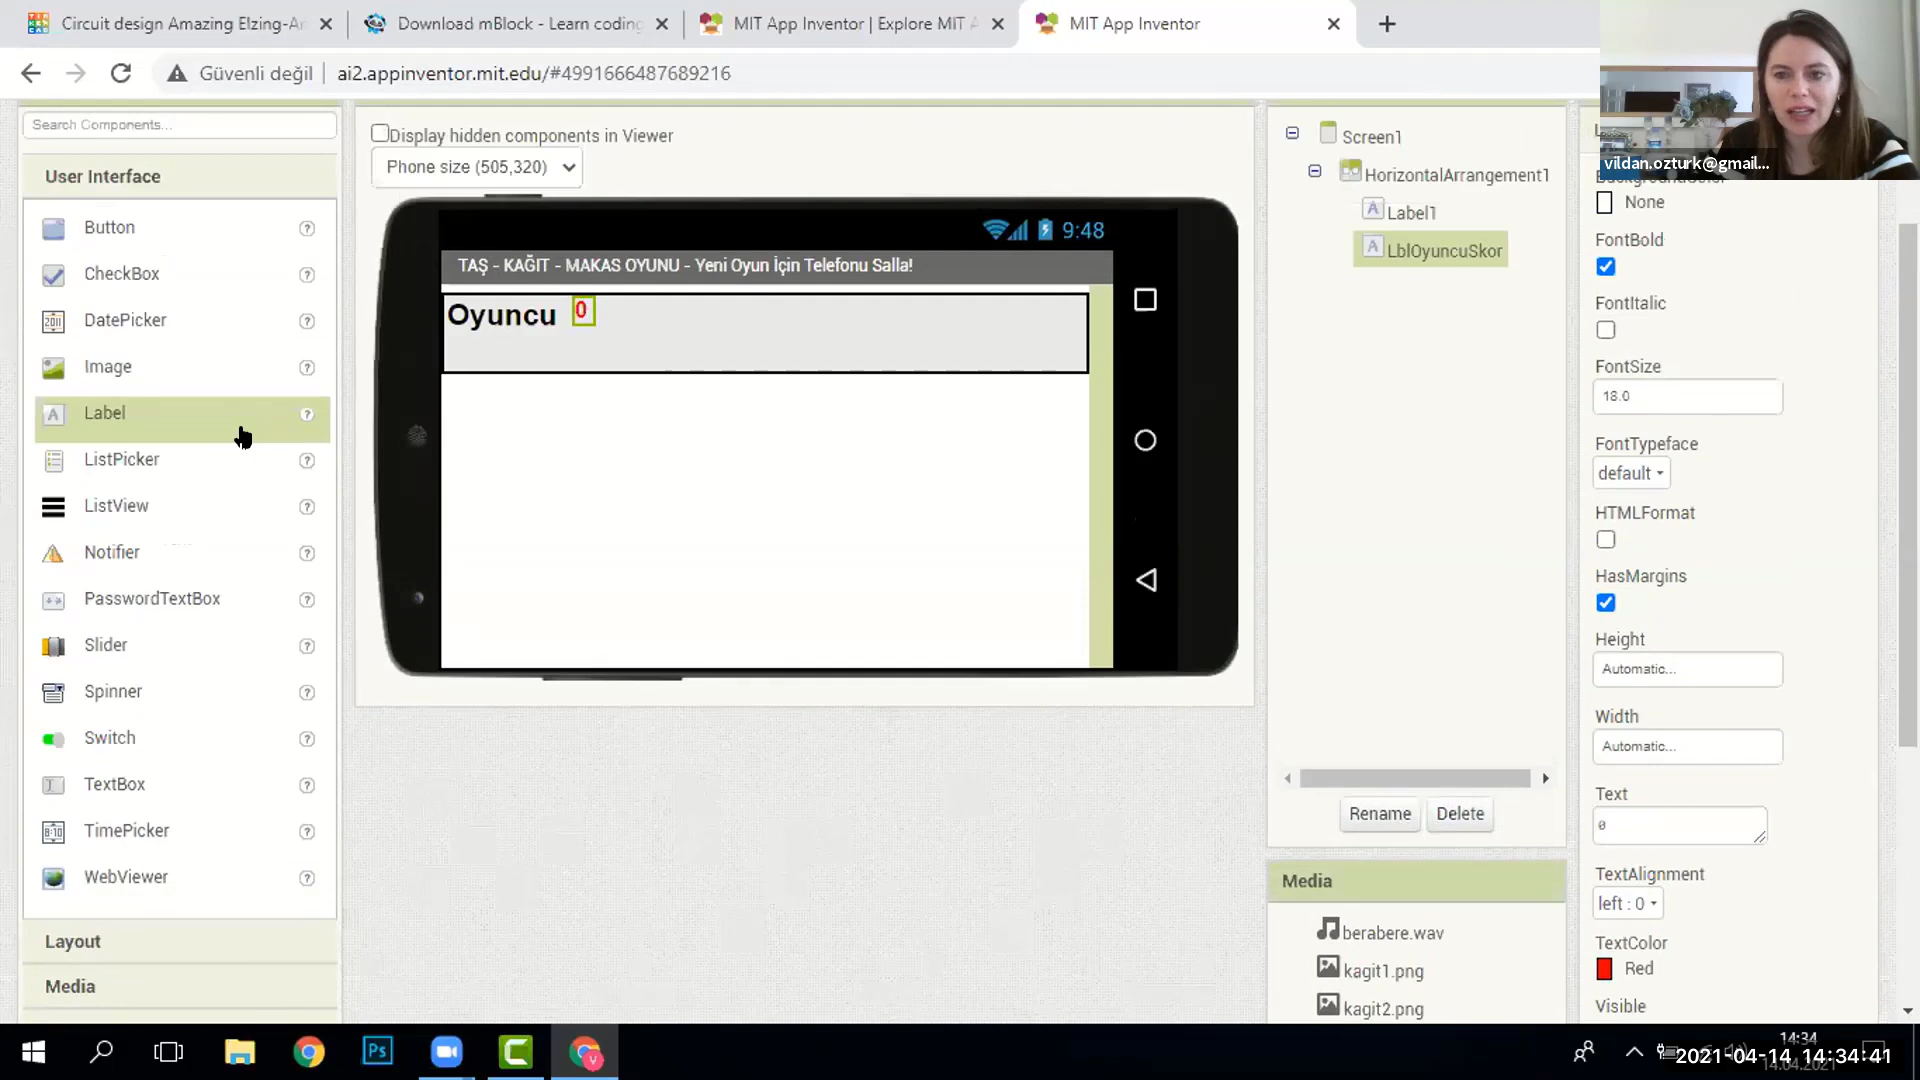 Circuit design Amazing Elzing-A
Download mBlock - Learn coding
MIT App Inventor | Explore MIT A
MIT App Inventor
Güvenli değil
ai2.appinventor.mit.edu/#4991666487689216
vildan.ozturk@gmail...
Search Components...
User Interface
Button
CheckBox
DatePicker
Image
Label
ListPicker
ListView
Notifier
PasswordTextBox
Slider
Spinner
Switch
TextBox
TimePicker
WebViewer
Layout
Media
Display hidden components in Viewer
Phone size (505,320)
9:48
TAŞ - KAĞIT - MAKAS OYUNU - Yeni Oyun İçin Telefonu Salla!
Oyuncu 0
Screen1
HorizontalArrangement1
Label1
LblOyuncuSkor
Rename
Delete
Media
berabere.wav
kagit1.png
kagit2.png
BackgroundColor
None
FontBold
FontItalic
FontSize
18.0
FontTypeface
default
HTMLFormat
HasMargins
Height
Automatic...
Width
Automatic...
Text
0
TextAlignment
left : 0
TextColor
Red
Visible
14:34
14.04.2021
2021-04-14 14:34:41